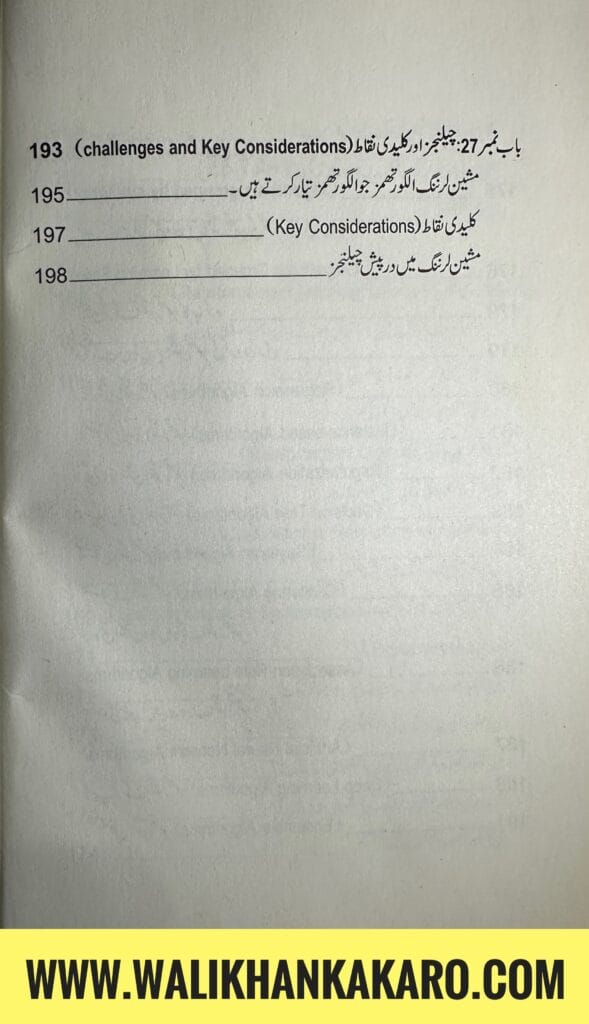 باب نمبر 27: چیلنجز اور کلیدی نقاط (challenges and Key Considerations) 193
مشین لرننگ الگورتھمز جو الگورتھمز تیار کرتے ہیں۔ 195
کلیدی نقاط (Key Considerations) 197
مشین لرننگ میں درپیش چیلنجز 198
WWW.WALIKHANKAKARO.COM